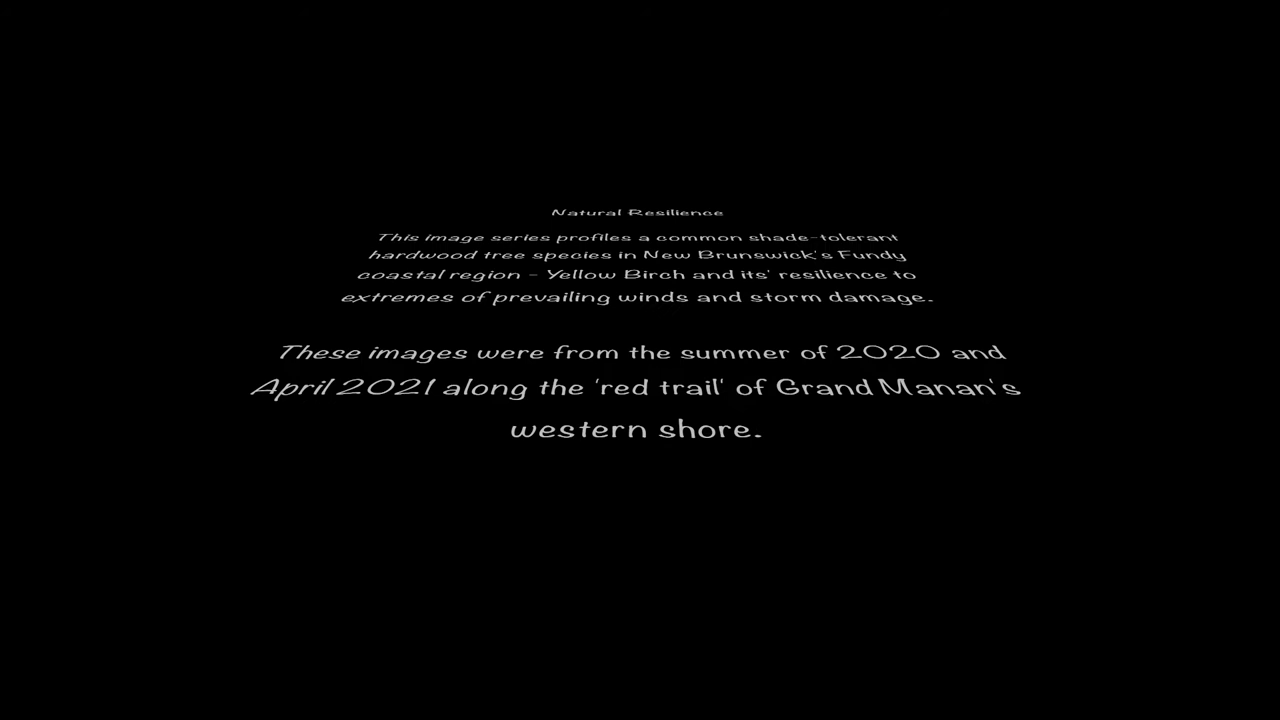 Natural Resilience
This image series profiles a common shade-tolerant
hardwood tree species in New Brunswick's Fundy
coastal region - Yellow Birch and its' resilience to
extremes of prevailing winds and storm damage.
These images were from the summer of 2020 and
April 2021 along the 'red trail' of Grand Manan's
western shore.